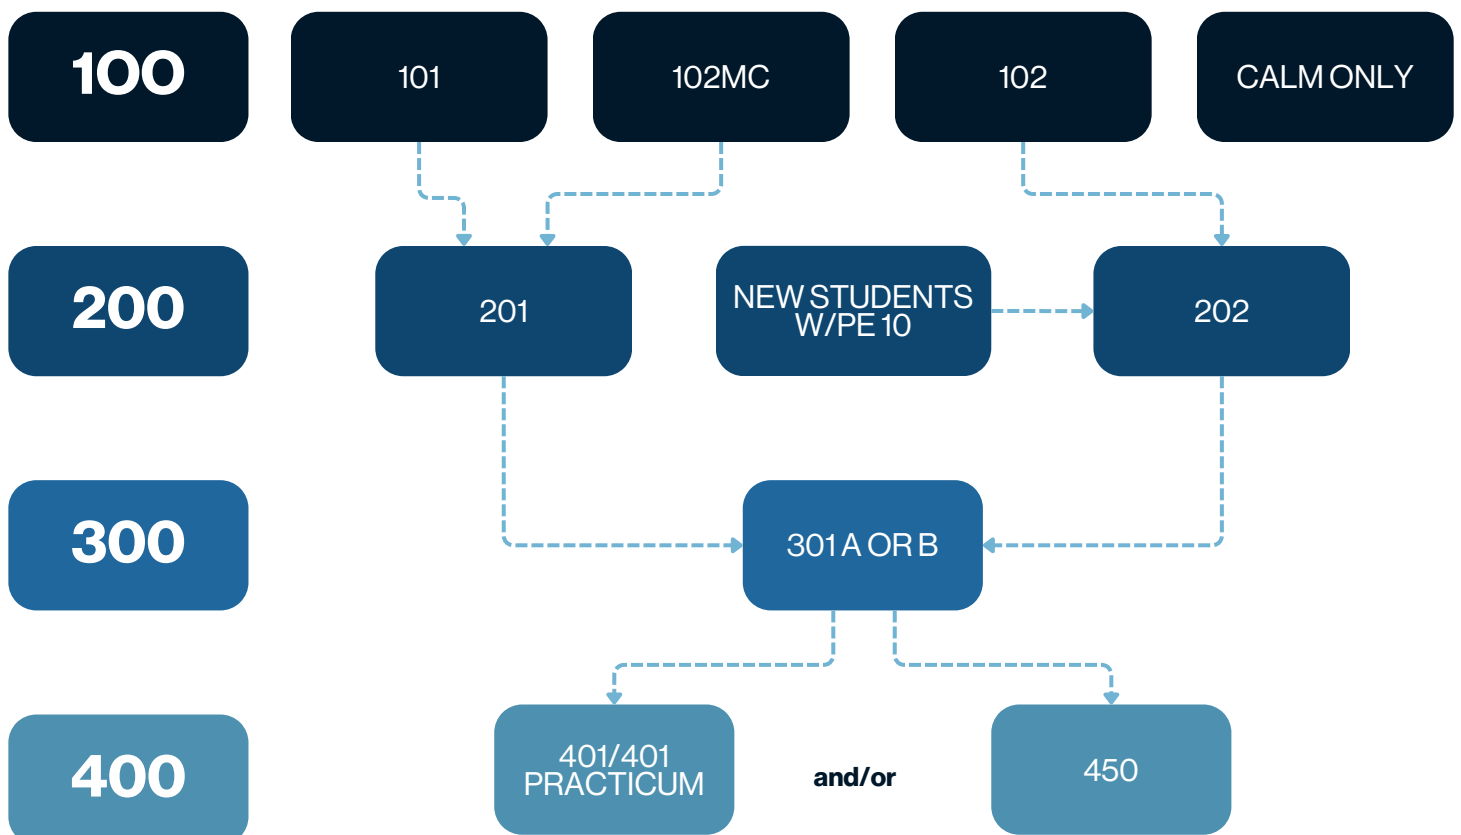 100
101
102MC
102
CALM ONLY
200
201
NEW STUDENTS
W/PE 10
202
300
301 A OR B
400
401/401
PRACTICUM
and/or
450